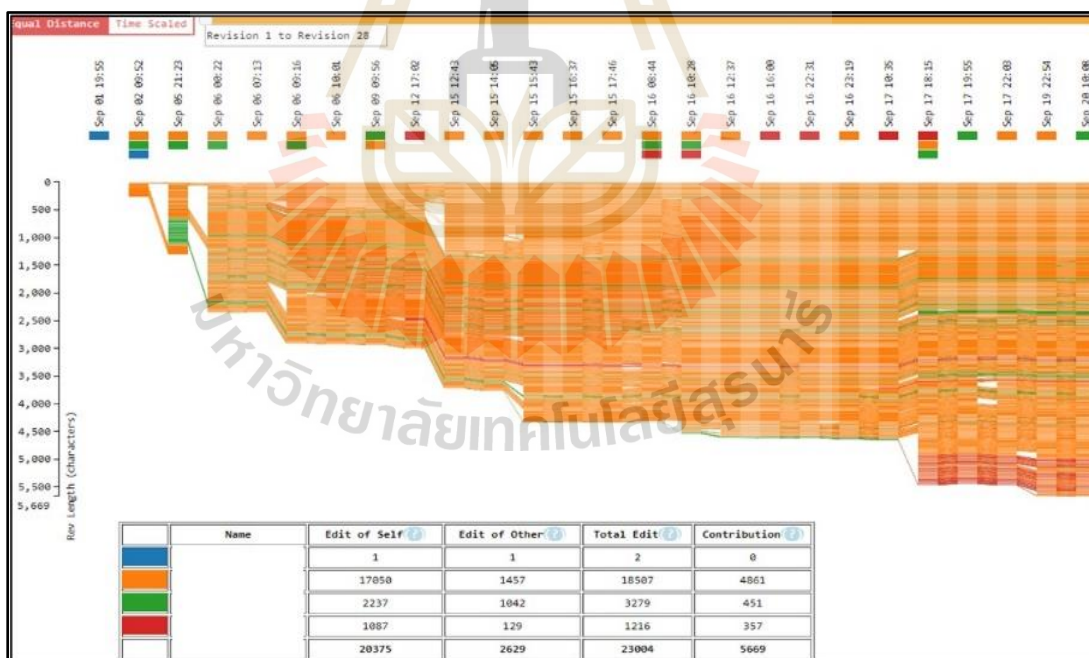 Equal Distance Time Scaled
Revision 1 to Revision 28
Sep 01 19:55
Sep 02 09:52
Sep 05 21:23
Sep 06 00:22
Sep 06 07:13
Sep 06 09:16
Sep 06 10:01
Sep 09 09:56
Sep 12 17:02
Sep 15 12:43
Sep 15 14:05
Sep 15 15:43
Sep 15 16:37
Sep 15 17:46
Sep 16 08:44
Sep 16 10:28
Sep 16 12:37
Sep 16 16:00
Sep 16 22:31
Sep 16 23:19
Sep 17 10:35
Sep 17 18:15
Sep 17 19:55
Sep 17 22:03
Sep 19 22:54
0
500
1,000
1,500
2,000
2,500
3,000
3,500
4,000
4,500
5,000
5,500
5,669
Rev Length (characters)
มหาวิทยาลัยเทคโนโลยีสุรนารี
Name Edit of Self Edit of Other Total Edit Contribution
1 1 2 0
17050 1457 18507 4861
2237 1042 3279 451
1087 129 1216 357
20375 2629 23004 5669